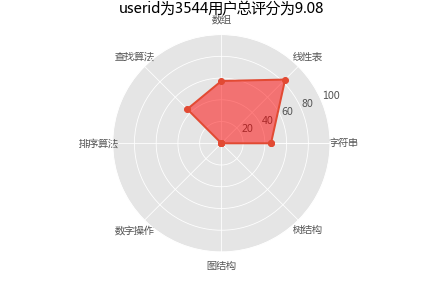 userid为3544用户总评分为9.08
数组
查找算法
线性表
100
80
60
40
20
排序算法
字符串
数字操作
树结构
图结构